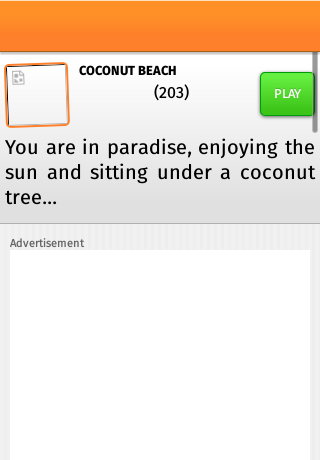 COCONUT BEACH
(203)
PLAY
You are in paradise, enjoying the
sun and sitting under a coconut
tree...
Advertisement